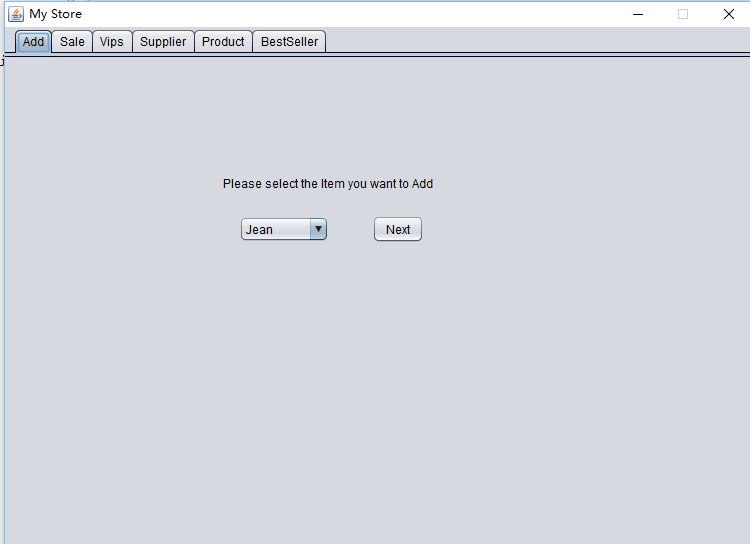 My Store
Add Sale Vips Supplier Product BestSeller
Please select the Item you want to Add
Jean Next